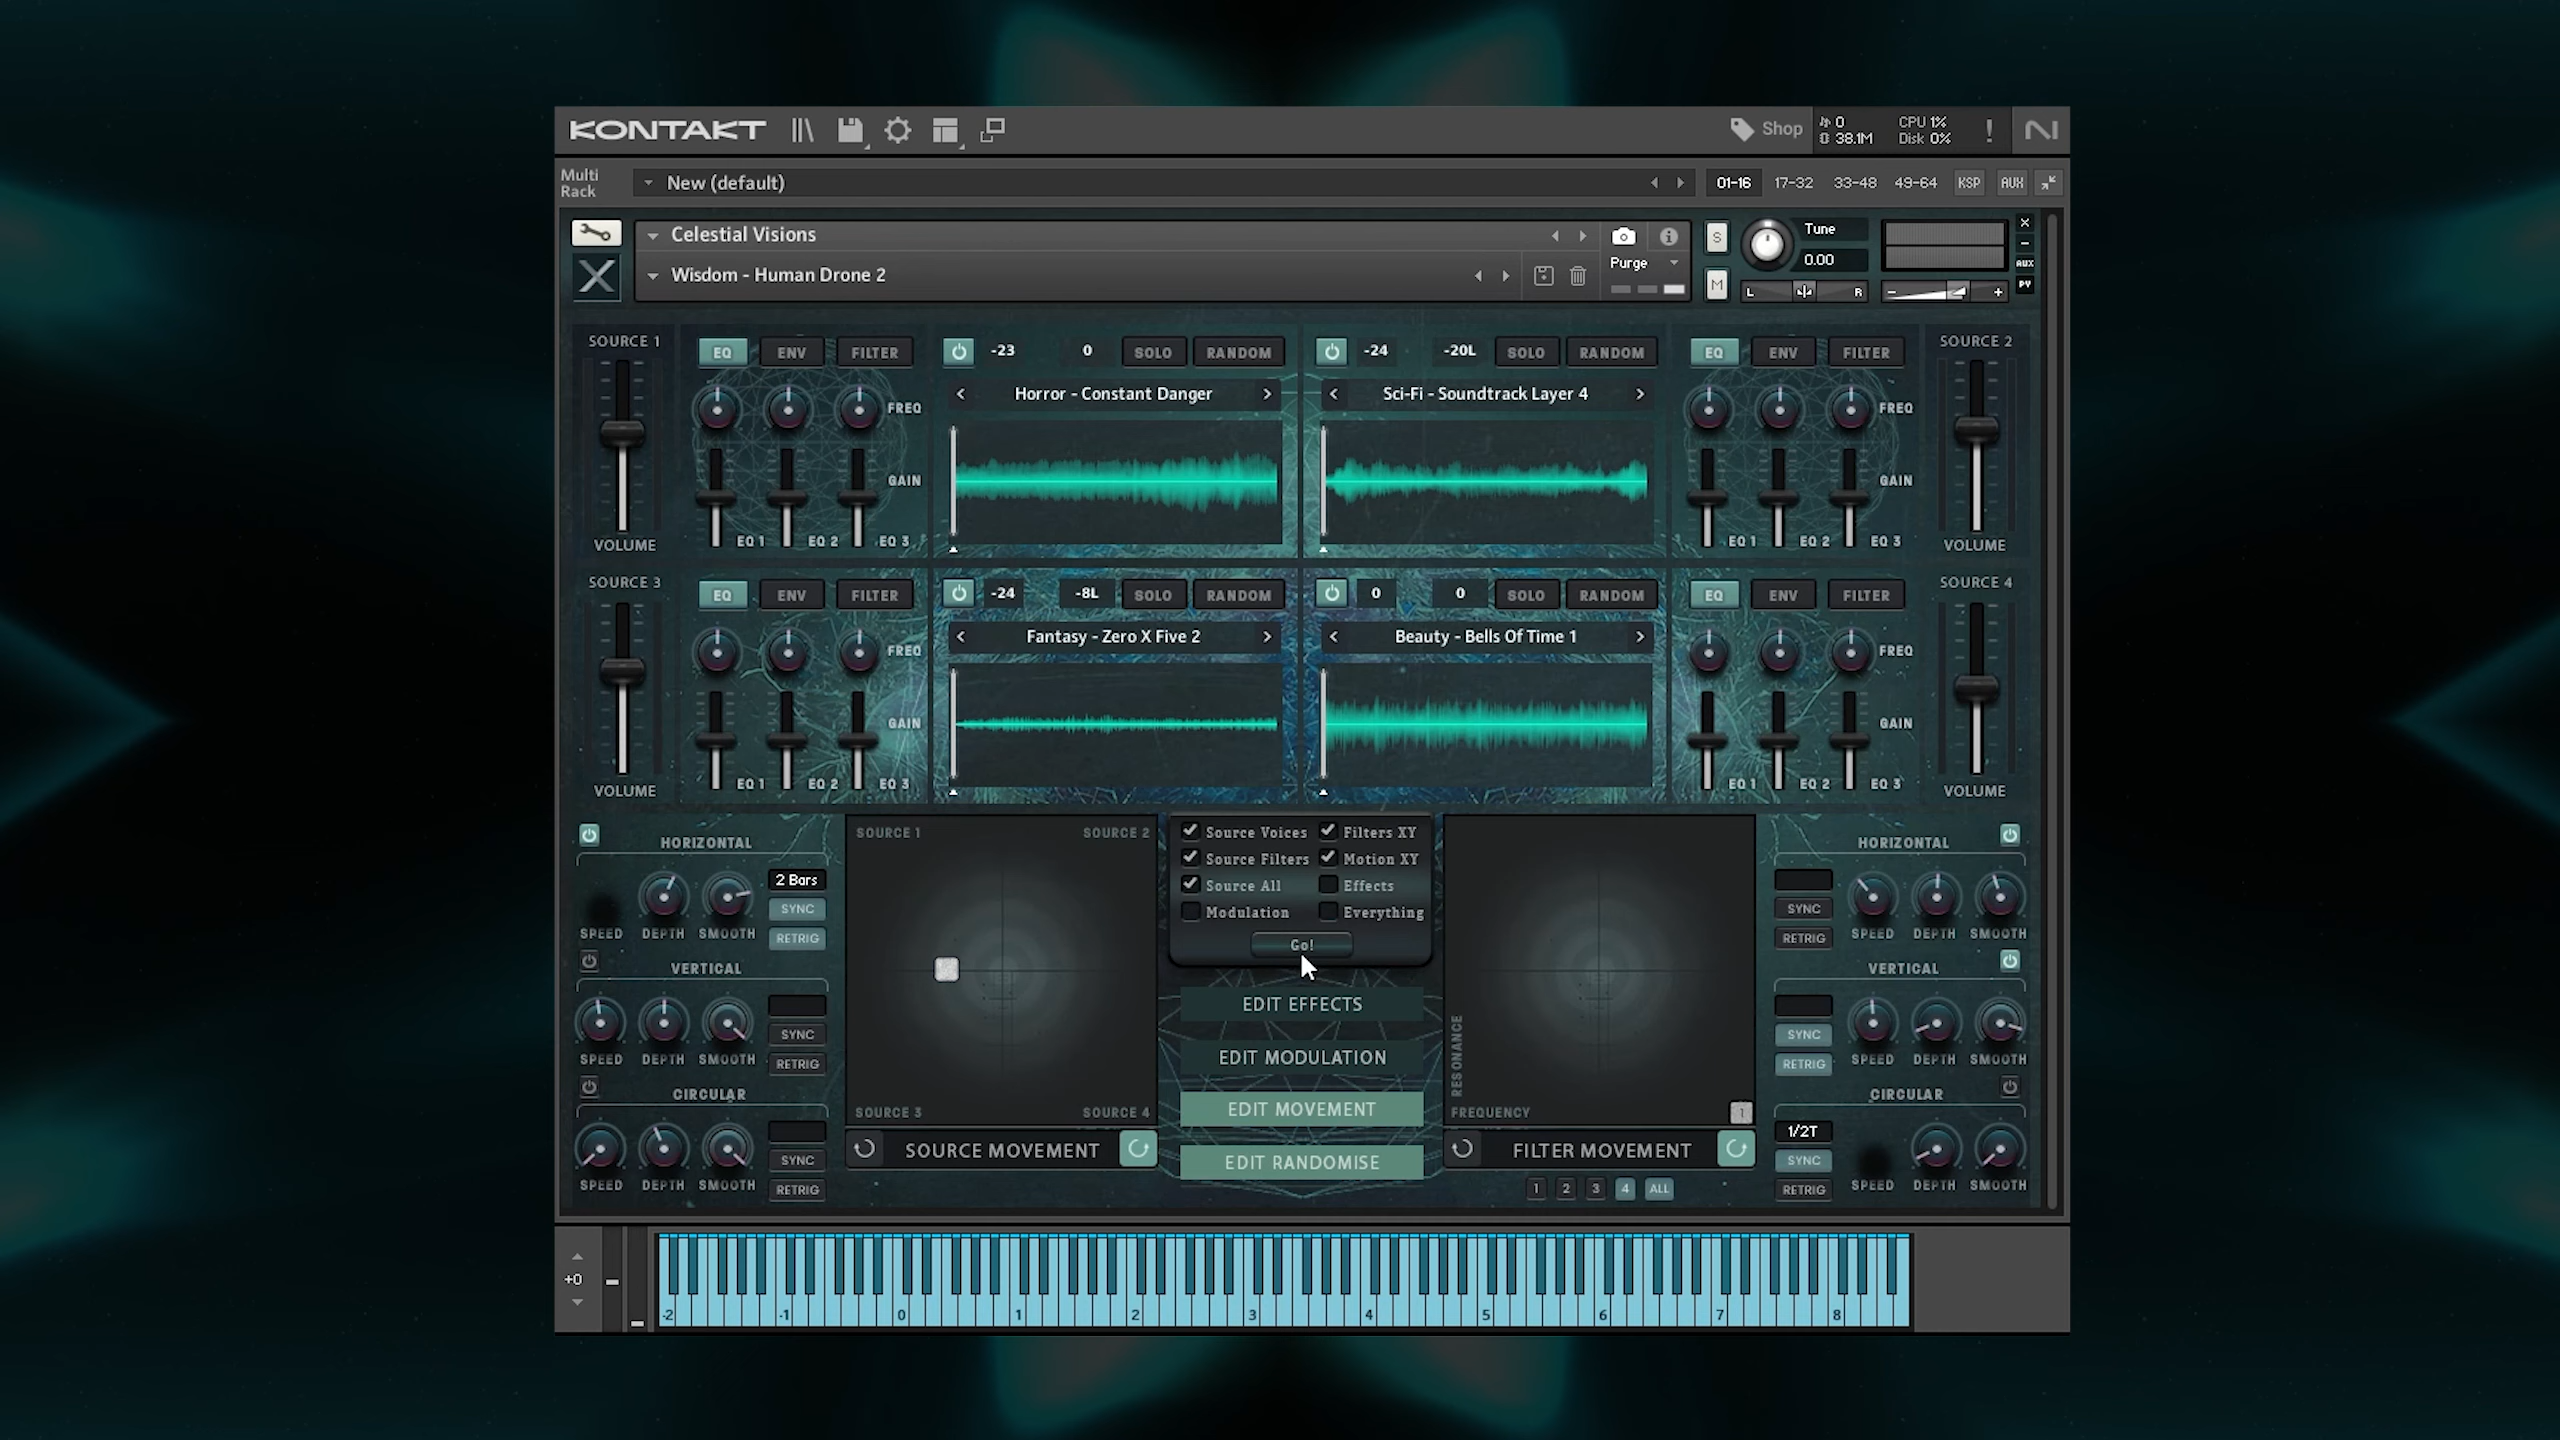 KONTAKT
Shop
0
38.1M
CPU 1%
Disk 0%
!
Multi
Rack
New (default)
01-16 17-32 33-48 49-64 KSP AUX
Celestial Visions
Wisdom - Human Drone 2
Purge
S
M
Tune
0.00
L R
- +
X
AUX
PV
SOURCE 1
VOLUME
EQ ENV FILTER
FREQ
GAIN
EQ 1 EQ 2 EQ 3
-23 0 SOLO RANDOM
Horror - Constant Danger
-24 -20L SOLO RANDOM
Sci-Fi - Soundtrack Layer 4
EQ ENV FILTER
FREQ
GAIN
EQ 1 EQ 2 EQ 3
SOURCE 2
VOLUME
SOURCE 3
VOLUME
EQ ENV FILTER
FREQ
GAIN
EQ 1 EQ 2 EQ 3
-24 -8L SOLO RANDOM
Fantasy - Zero X Five 2
0 0 SOLO RANDOM
Beauty - Bells Of Time 1
EQ ENV FILTER
FREQ
GAIN
EQ 1 EQ 2 EQ 3
SOURCE 4
VOLUME
HORIZONTAL
2 Bars
SYNC
RETRIG
SPEED DEPTH SMOOTH
VERTICAL
SYNC
RETRIG
SPEED DEPTH SMOOTH
CIRCULAR
SYNC
RETRIG
SPEED DEPTH SMOOTH
SOURCE 1 SOURCE 2
SOURCE 3 SOURCE 4
SOURCE MOVEMENT
Source Voices Filters XY
Source Filters Motion XY
Source All Effects
Modulation Everything
Go!
EDIT EFFECTS
EDIT MODULATION
EDIT MOVEMENT
EDIT RANDOMISE
RESONANCE
FREQUENCY
1
FILTER MOVEMENT
1 2 3 4 ALL
HORIZONTAL
SYNC
RETRIG
SPEED DEPTH SMOOTH
VERTICAL
SYNC
RETRIG
SPEED DEPTH SMOOTH
CIRCULAR
1/2T
SYNC
RETRIG
SPEED DEPTH SMOOTH
+0
-2 -1 0 1 2 3 4 5 6 7 8